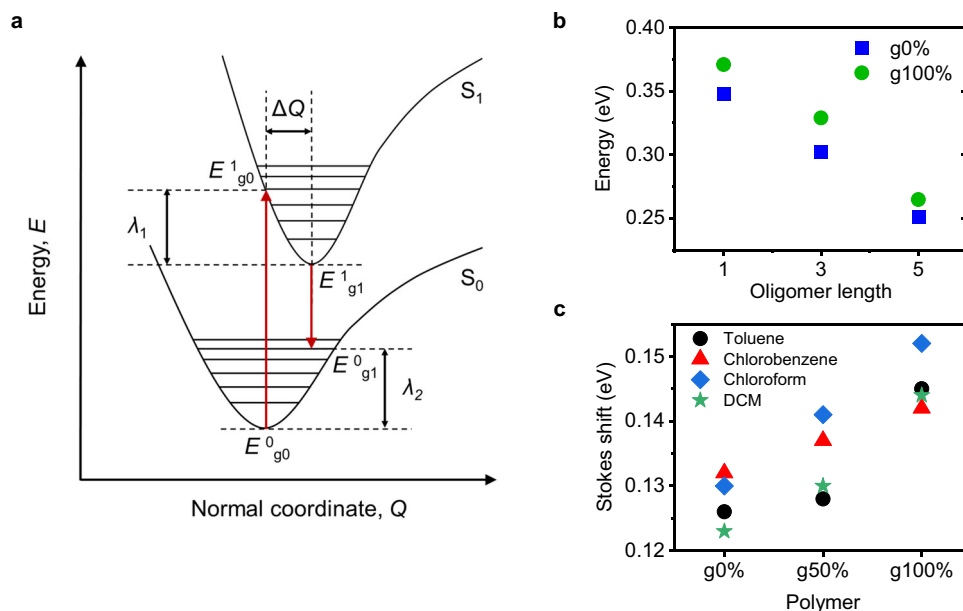 a
Energy, E
Normal coordinate, Q
ΔQ
S1
S0
E1g0
λ1
E1g1
E0g1
λ2
E0g0
b
Energy (eV)
0.40
0.35
0.30
0.25
g0%
g100%
1 3 5
Oligomer length
c
Stokes shift (eV)
0.15
0.14
0.13
0.12
Toluene
Chlorobenzene
Chloroform
DCM
g0% g50% g100%
Polymer